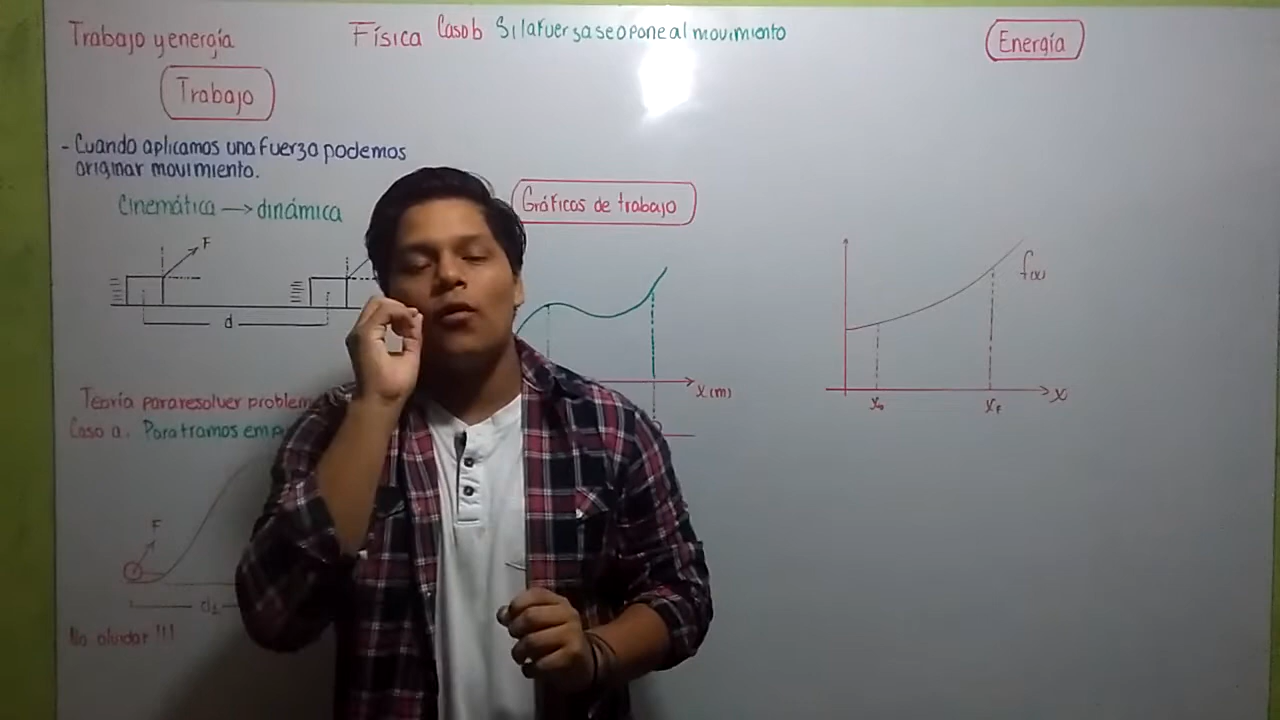 Trabajo y energía
Física
Caso b Si la Fuerza se opone al movimiento
Energía
Trabajo
- Cuando aplicamos una Fuerza podemos
originar movimiento.
Cinemática → dinámica
F
d
Gráficos de trabajo
X(m)
f(x)
x₀
x_F
X
Teoría para resolver
Caso a. Para tramos
F
d₁
No olvidar !!!